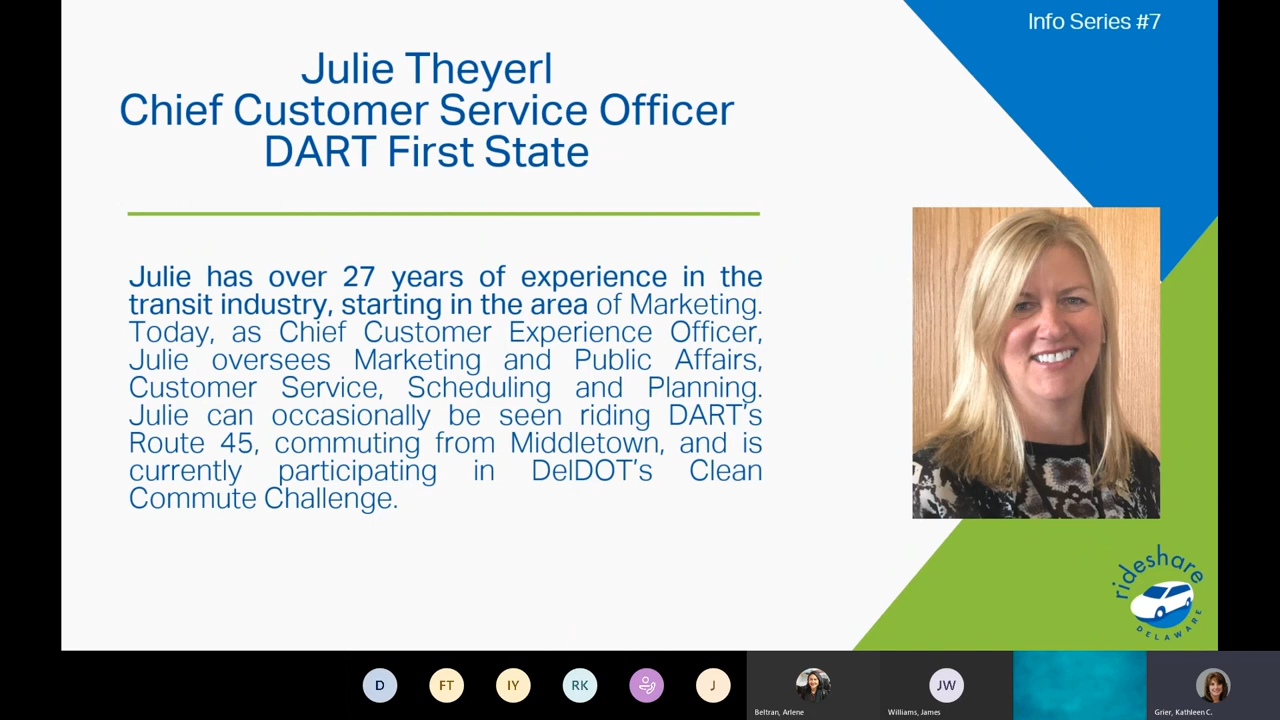 Info Series #7
Julie Theyerl
Chief Customer Service Officer
DART First State
Julie has over 27 years of experience in the
transit industry, starting in the area of Marketing.
Today, as Chief Customer Experience Officer,
Julie oversees Marketing and Public Affairs,
Customer Service, Scheduling and Planning.
Julie can occasionally be seen riding DART's
Route 45, commuting from Middletown, and is
currently participating in DelDOT's Clean
Commute Challenge.
rideshare
DELAWARE
D
FT
IY
RK
J
JW
Beltran, Arlene
Williams, James
Grier, Kathleen C.